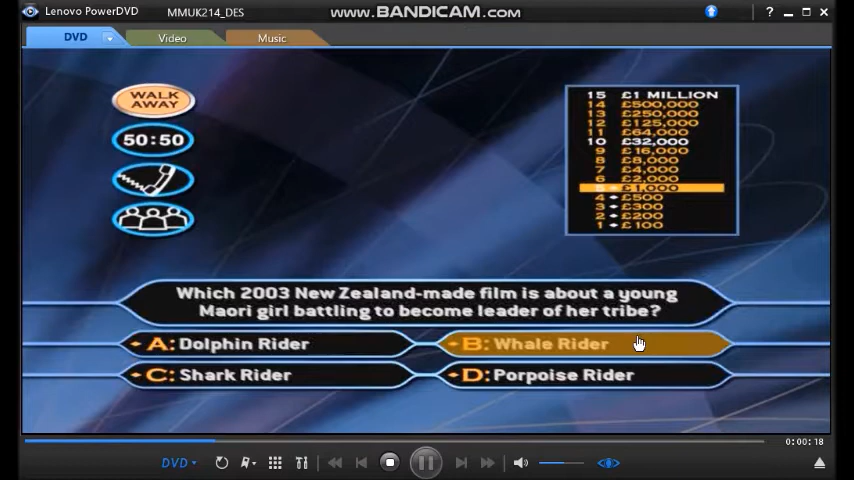 Lenovo PowerDVD
MMUK214_DES
www.BANDICAM.com
?
DVD
Video
Music
WALK
AWAY
50:50
15 £1 MILLION
14 £500,000
13 £250,000
12 £125,000
11 £64,000
10 £32,000
9 £16,000
8 £8,000
7 £4,000
6 £2,000
5 £1,000
4 £500
3 £300
2 £200
1 £100
Which 2003 New Zealand-made film is about a young
Maori girl battling to become leader of her tribe?
A: Dolphin Rider
B: Whale Rider
C: Shark Rider
D: Porpoise Rider
0:00:18
DVD